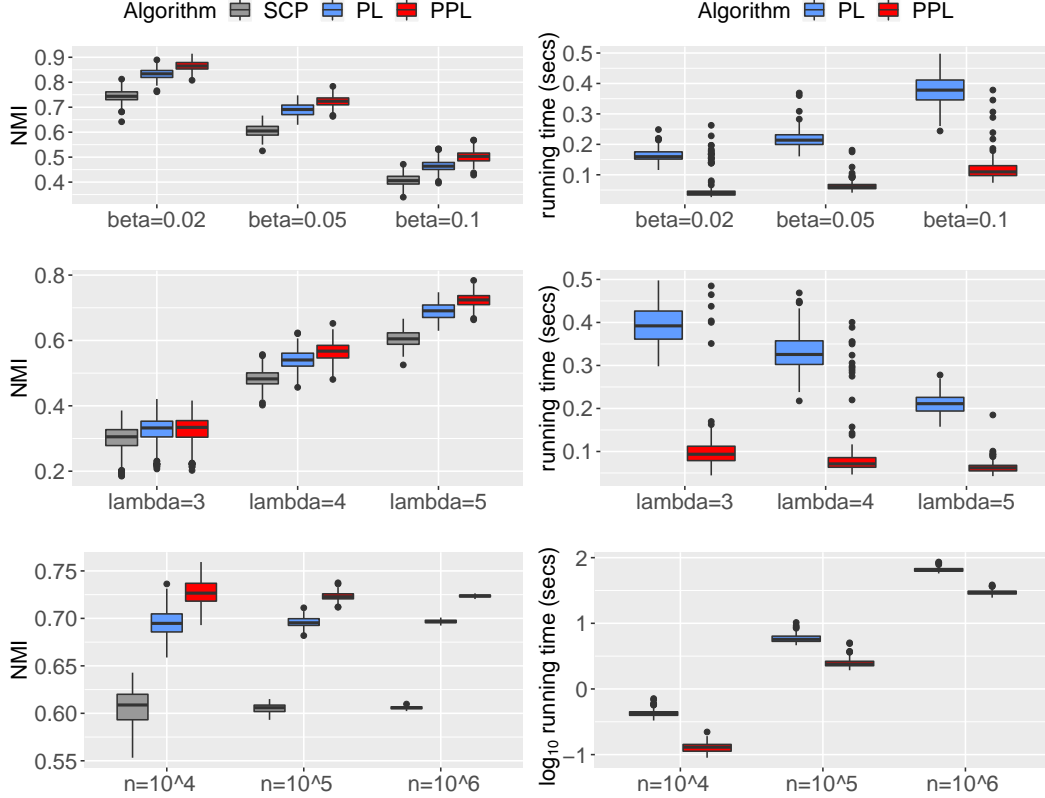 Algorithm SCP PL PPL
NMI
0.9
0.8
0.7
0.6
0.5
0.4
beta=0.02 beta=0.05 beta=0.1
Algorithm PL PPL
running time (secs)
0.5
0.4
0.3
0.2
0.1
beta=0.02 beta=0.05 beta=0.1
NMI
0.8
0.6
0.4
0.2
lambda=3 lambda=4 lambda=5
running time (secs)
0.5
0.4
0.3
0.2
0.1
lambda=3 lambda=4 lambda=5
NMI
0.75
0.70
0.65
0.60
0.55
n=10^4 n=10^5 n=10^6
log₁₀ running time (secs)
2
1
0
−1
n=10^4 n=10^5 n=10^6